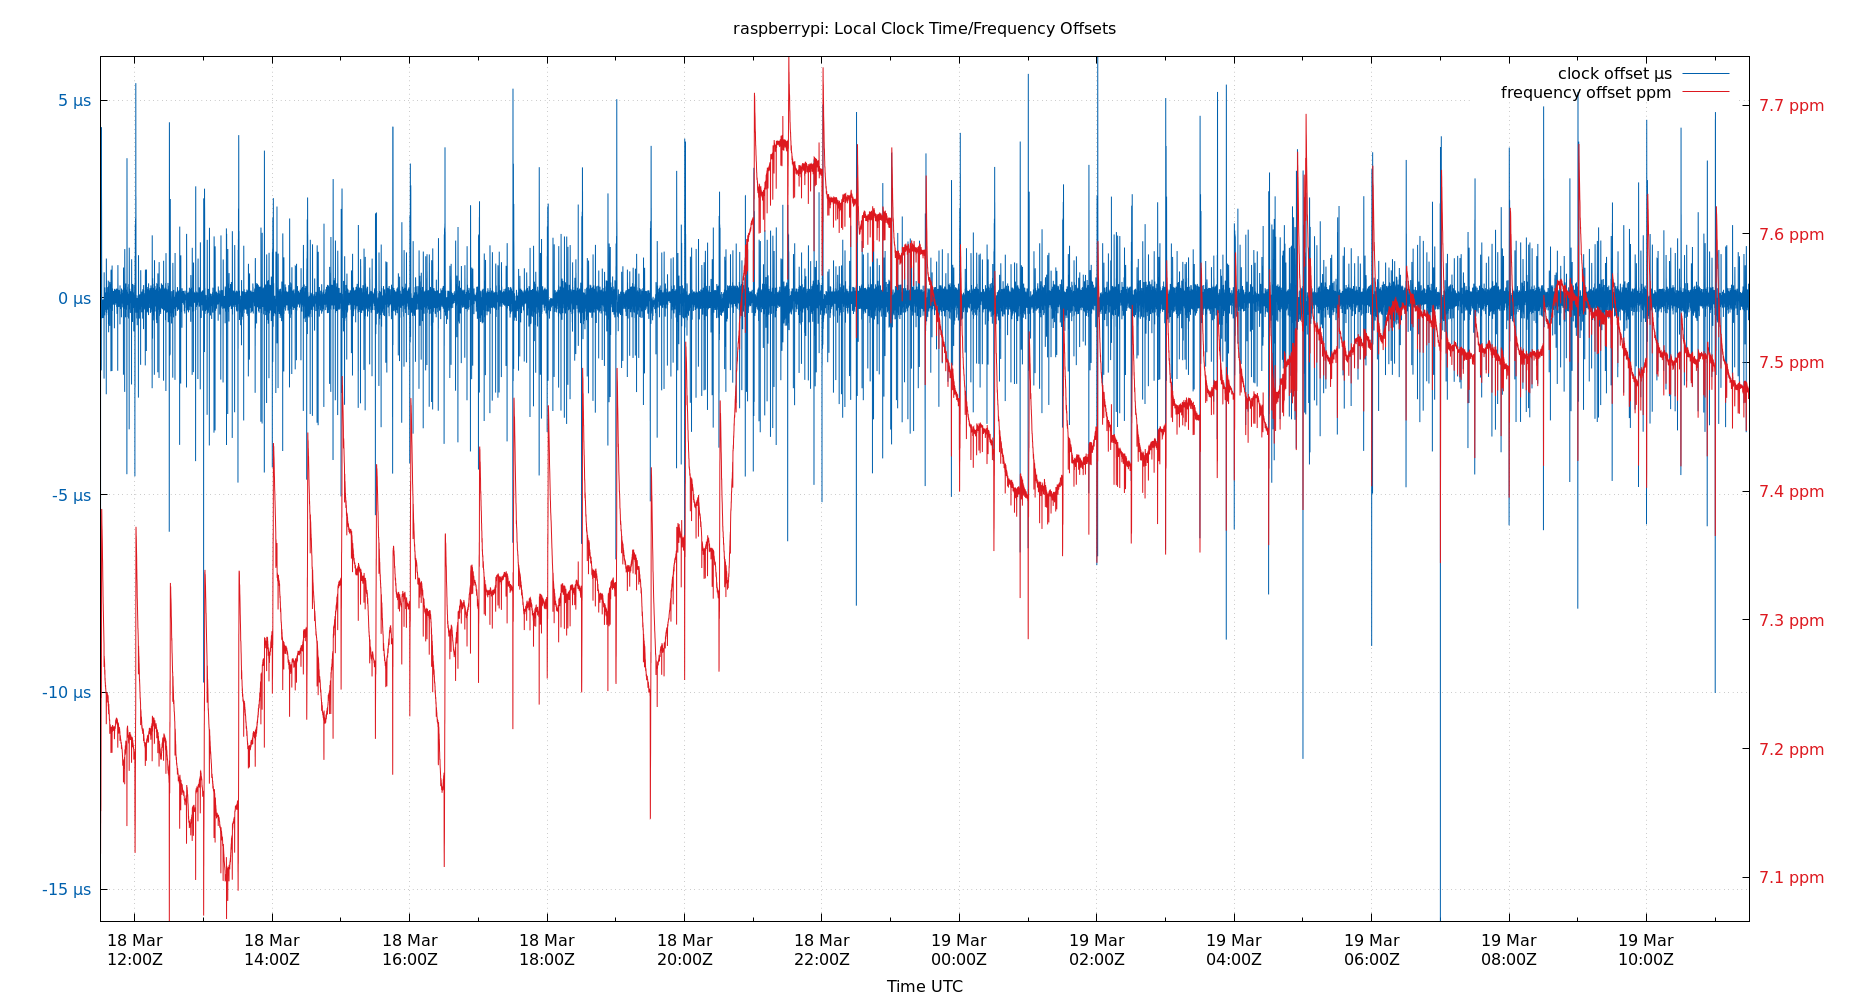 raspberrypi: Local Clock Time/Frequency Offsets
clock offset µs
frequency offset ppm
5 µs
0 µs
-5 µs
-10 µs
-15 µs
7.7 ppm
7.6 ppm
7.5 ppm
7.4 ppm
7.3 ppm
7.2 ppm
7.1 ppm
18 Mar
12:00Z
18 Mar
14:00Z
18 Mar
16:00Z
18 Mar
18:00Z
18 Mar
20:00Z
18 Mar
22:00Z
19 Mar
00:00Z
19 Mar
02:00Z
19 Mar
04:00Z
19 Mar
06:00Z
19 Mar
08:00Z
19 Mar
10:00Z
Time UTC